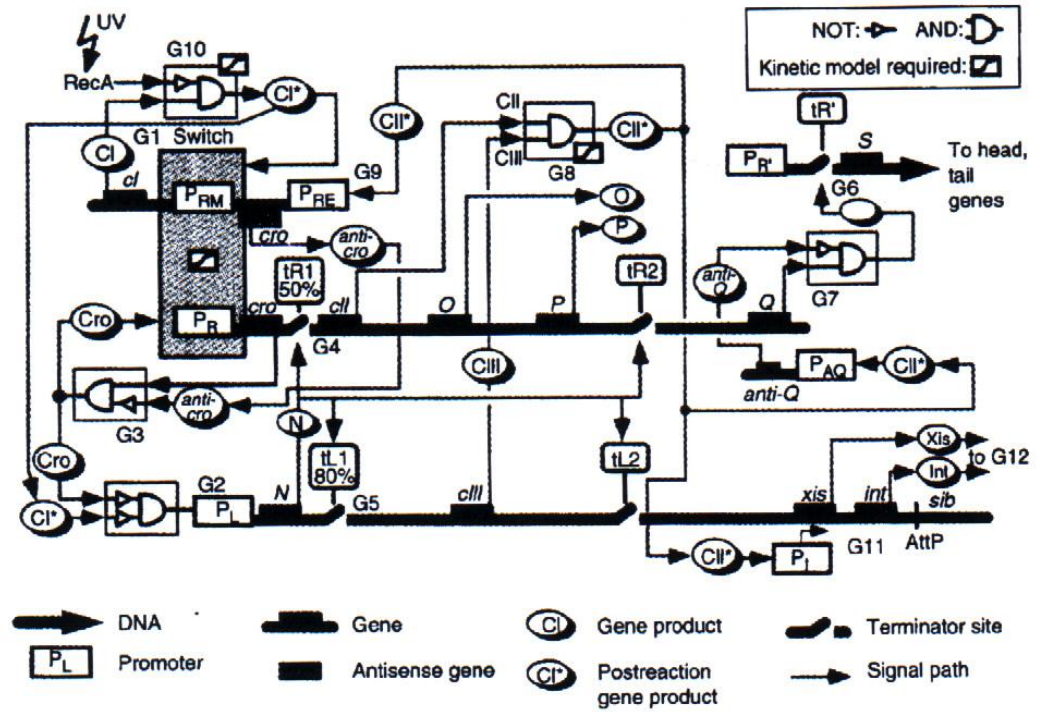 UV
G10
NOT:
AND:
RecA
Kinetic model required:
CI*
CII
CII*
CII*
tR'
G1
Switch
CI
CIII
G8
PR'
S
To head,
tail
genes
cI
G9
PRM
PRE
O
G6
cro
anti-
cro
P
tR1
50%
tR2
anti-
Q
G7
cro
cII
O
P
Q
Cro
PR
G4
CIII
PAQ
CII*
anti-Q
anti-
cro
G3
N
Cro
tL1
80%
tL2
Xis
to G12
Int
G2
N
G5
cIII
xis
int
sib
CI*
PL
G11
AttP
CII*
PI
DNA
Gene
CI
Gene product
Terminator site
PL
Promoter
Antisense gene
CI*
Postreaction
gene product
Signal path